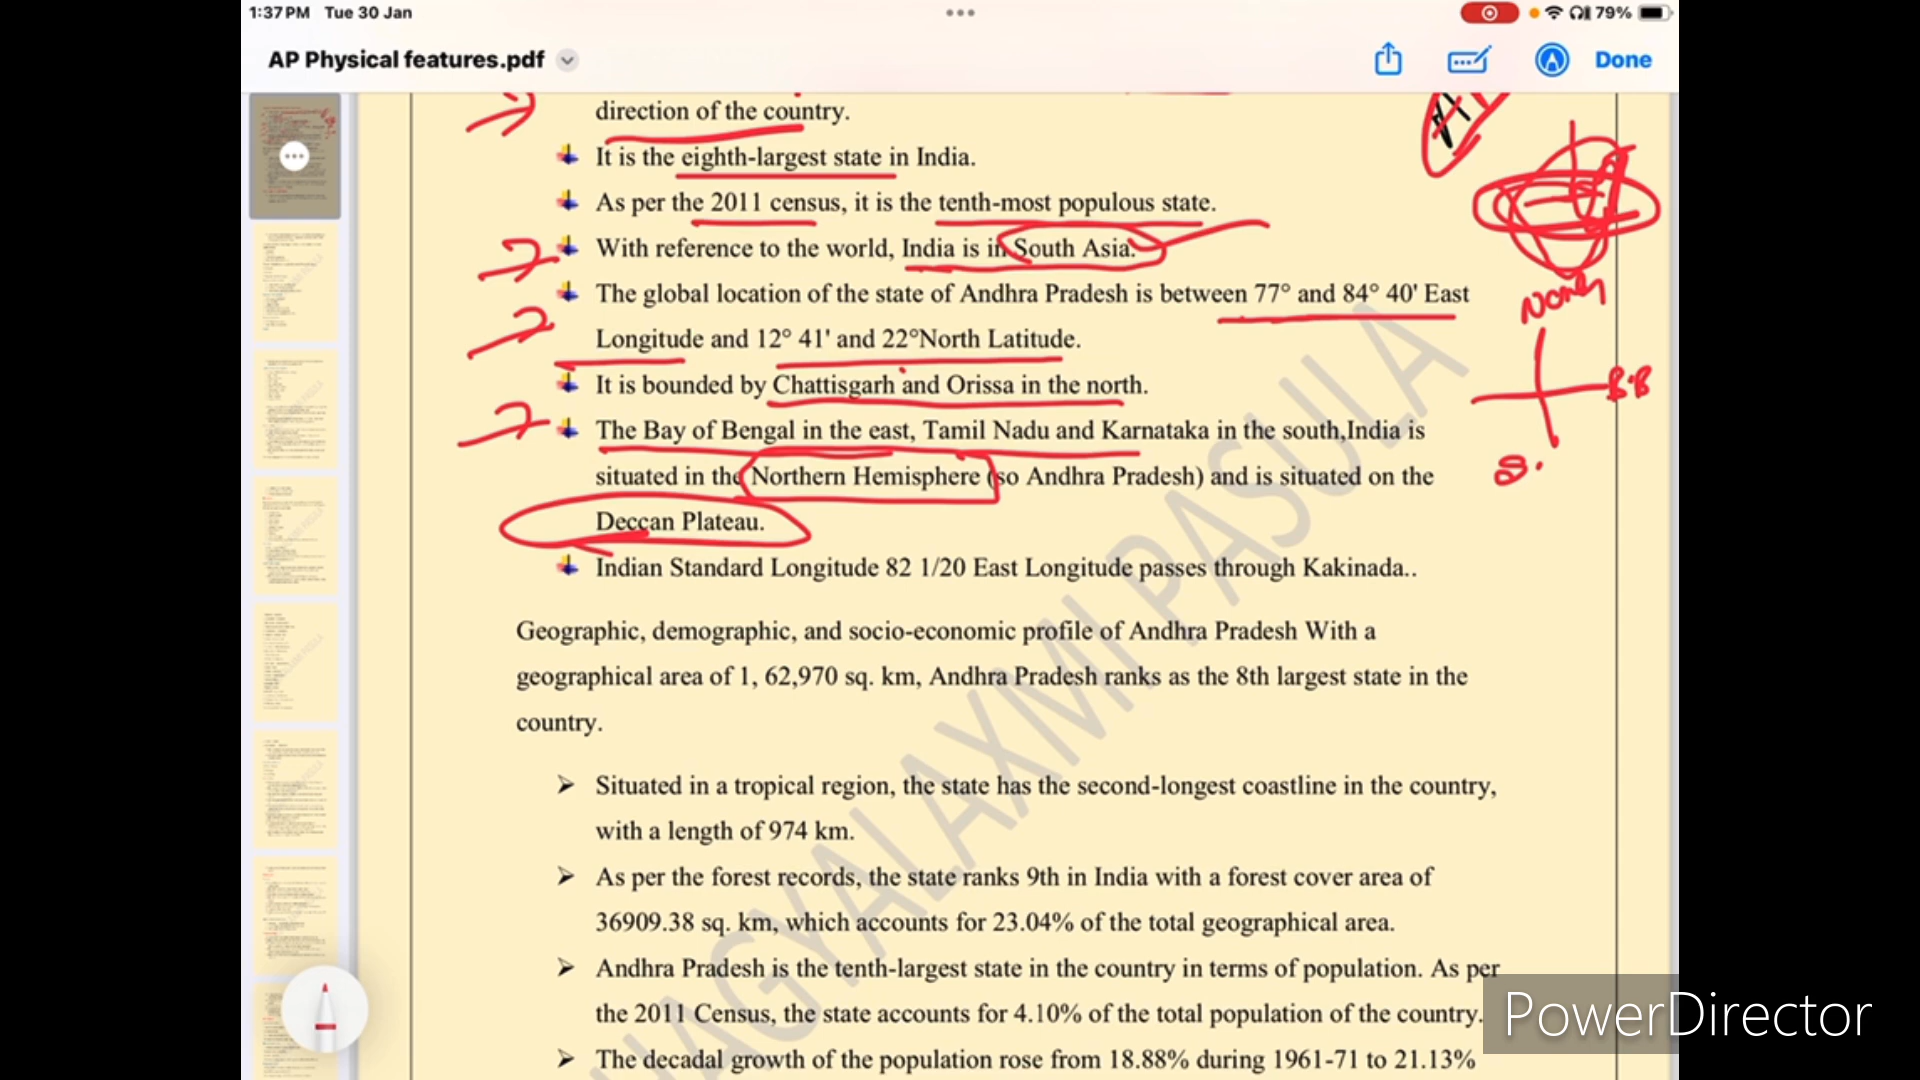 1:37 PM Tue 30 Jan
79%
AP Physical features.pdf
Done
direction of the country.
It is the eighth-largest state in India.
As per the 2011 census, it is the tenth-most populous state.
With reference to the world, India is in South Asia.
The global location of the state of Andhra Pradesh is between 77° and 84° 40' East
Longitude and 12° 41' and 22°North Latitude.
It is bounded by Chattisgarh and Orissa in the north.
The Bay of Bengal in the east, Tamil Nadu and Karnataka in the south,India is
situated in the Northern Hemisphere (so Andhra Pradesh) and is situated on the
Deccan Plateau.
Indian Standard Longitude 82 1/20 East Longitude passes through Kakinada..
North
B.B
S.
Geographic, demographic, and socio-economic profile of Andhra Pradesh With a
geographical area of 1, 62,970 sq. km, Andhra Pradesh ranks as the 8th largest state in the
country.
Situated in a tropical region, the state has the second-longest coastline in the country,
with a length of 974 km.
As per the forest records, the state ranks 9th in India with a forest cover area of
36909.38 sq. km, which accounts for 23.04% of the total geographical area.
Andhra Pradesh is the tenth-largest state in the country in terms of population. As per
the 2011 Census, the state accounts for 4.10% of the total population of the country.
The decadal growth of the population rose from 18.88% during 1961-71 to 21.13%
PowerDirector